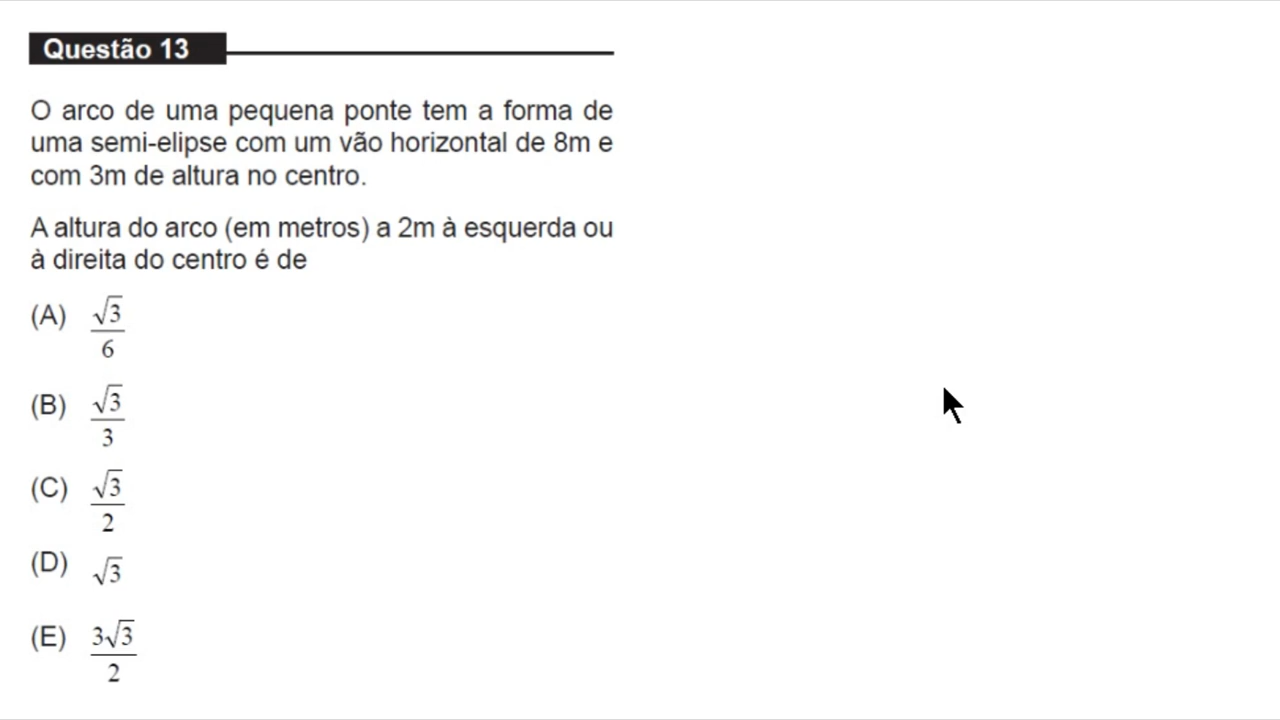 Questão 13
O arco de uma pequena ponte tem a forma de
uma semi-elipse com um vão horizontal de 8m e
com 3m de altura no centro.
A altura do arco (em metros) a 2m à esquerda ou
à direita do centro é de
(A) √3/6
(B) √3/3
(C) √3/2
(D) √3
(E) 3√3/2